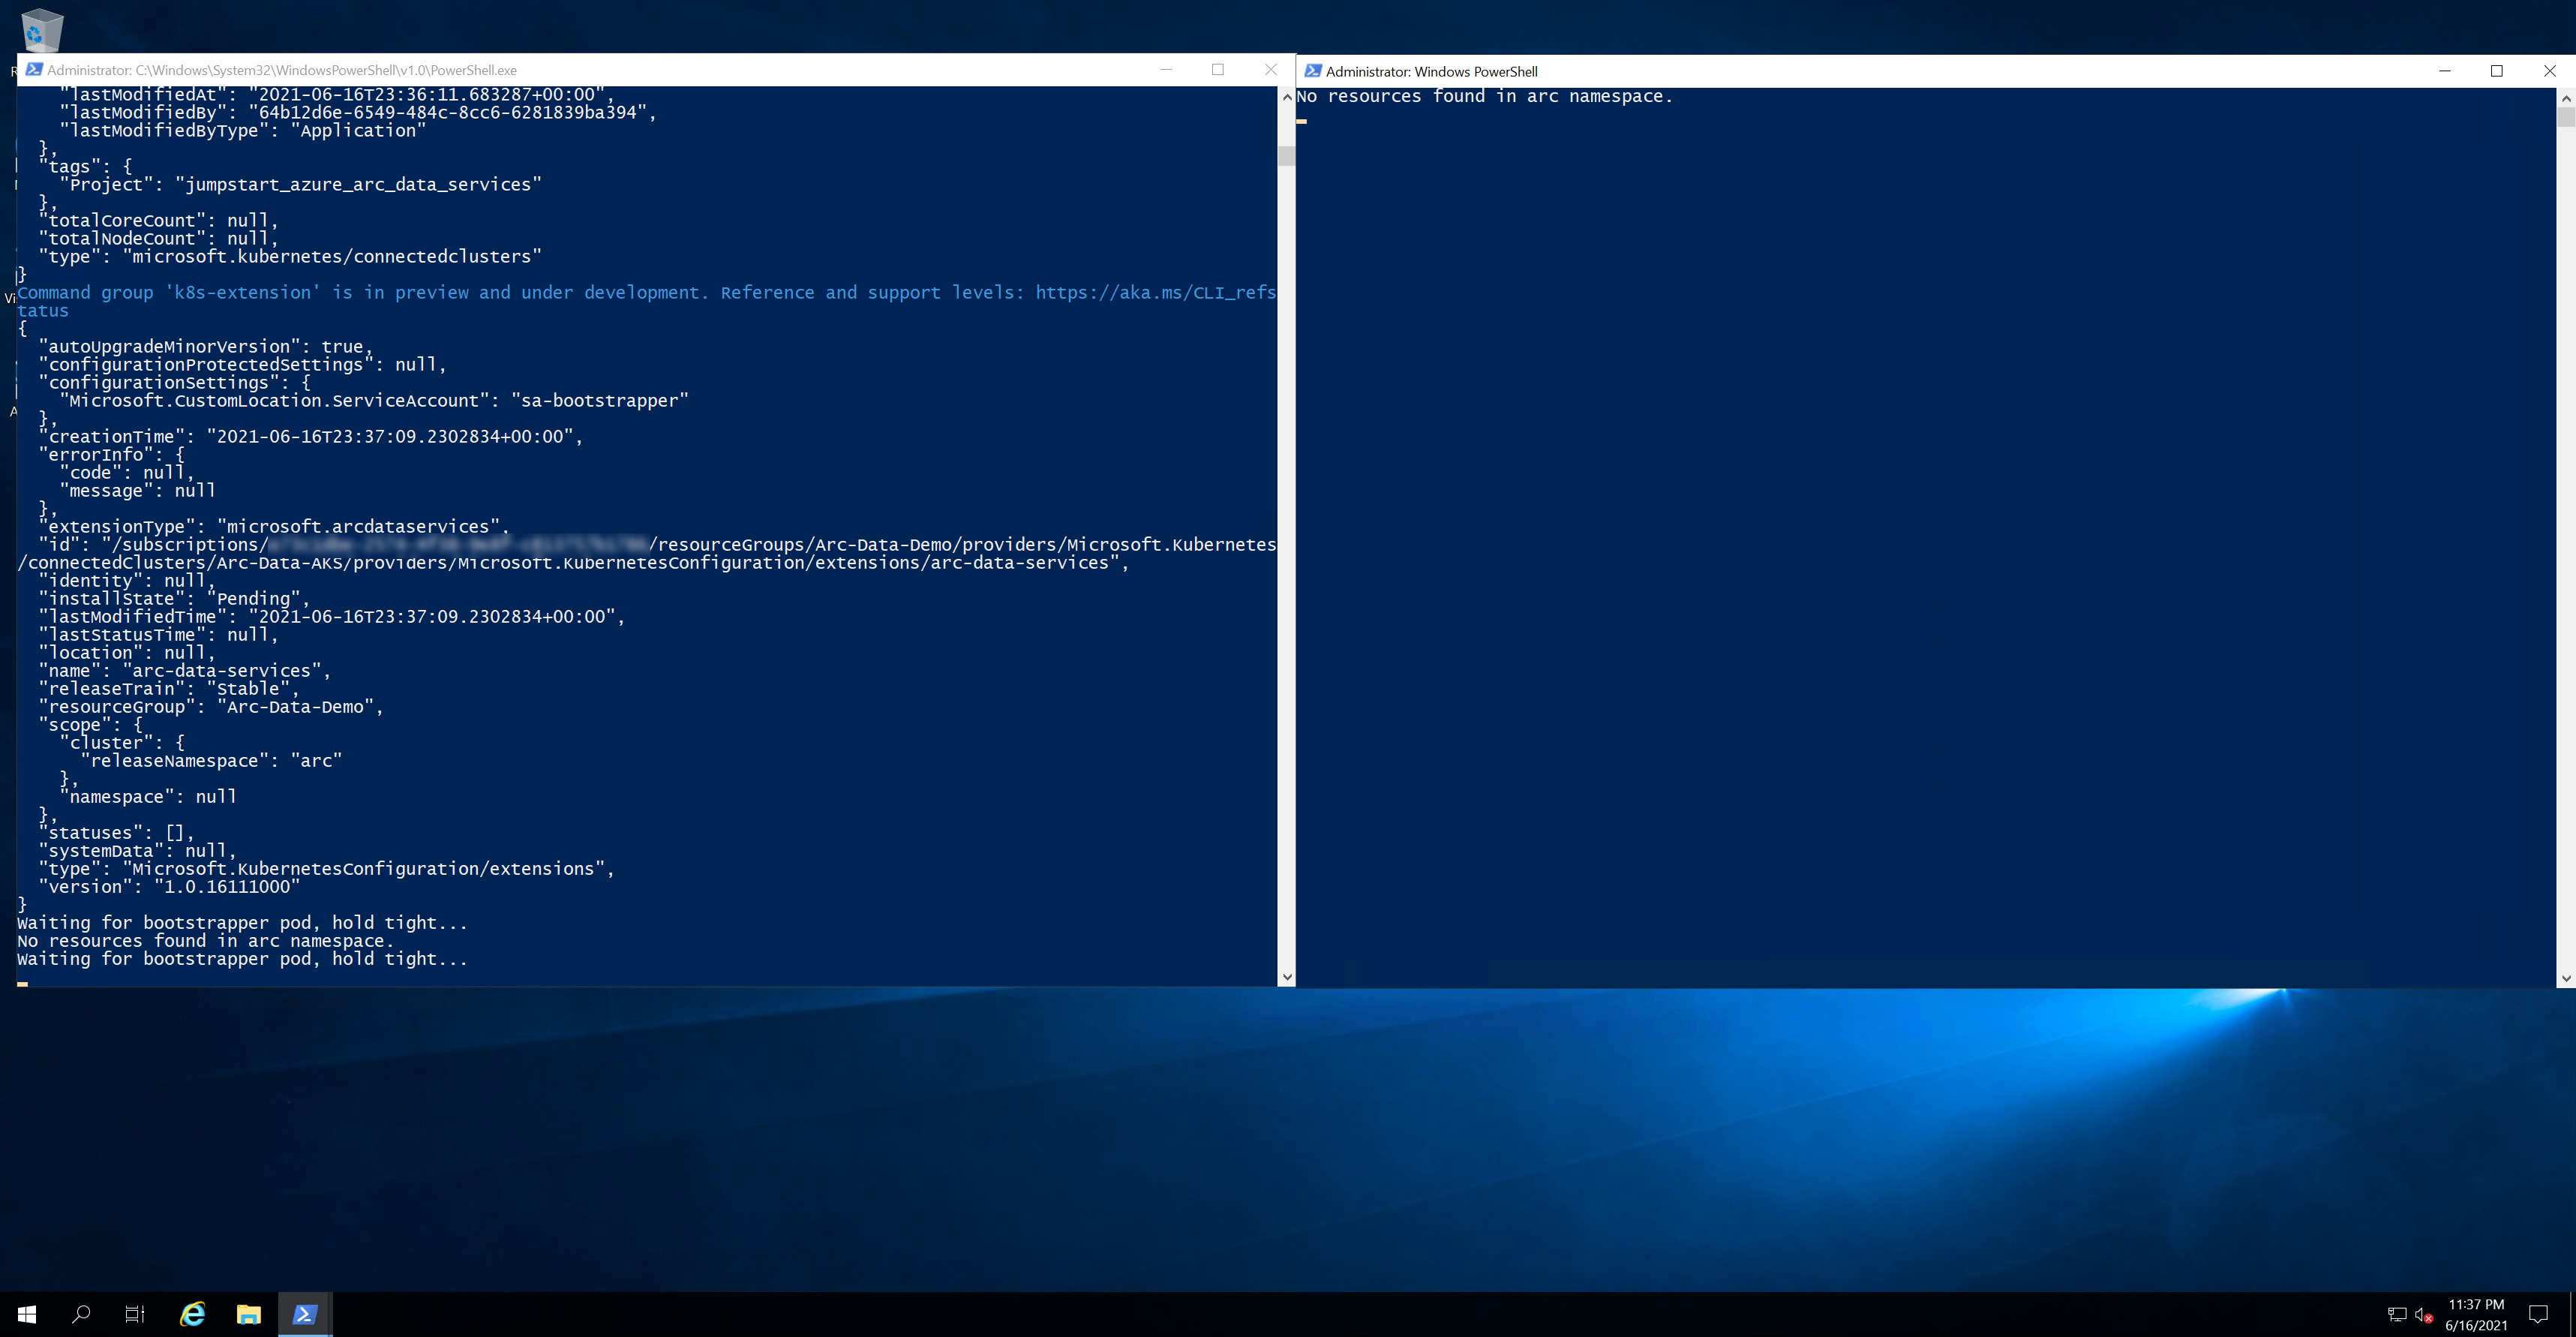 Administrator: C:\Windows\System32\WindowsPowerShell\v1.0\PowerShell.exe
    "lastModifiedAt": "2021-06-16T23:36:11.683287+00:00",
    "lastModifiedBy": "64b12d6e-6549-484c-8cc6-6281839ba394",
    "lastModifiedByType": "Application"
  },
  "tags": {
    "Project": "jumpstart_azure_arc_data_services"
  },
  "totalCoreCount": null,
  "totalNodeCount": null,
  "type": "microsoft.kubernetes/connectedclusters"
}
Command group 'k8s-extension' is in preview and under development. Reference and support levels: https://aka.ms/CLI_refs
tatus
{
  "autoUpgradeMinorVersion": true,
  "configurationProtectedSettings": null,
  "configurationSettings": {
    "Microsoft.CustomLocation.ServiceAccount": "sa-bootstrapper"
  },
  "creationTime": "2021-06-16T23:37:09.2302834+00:00",
  "errorInfo": {
    "code": null,
    "message": null
  },
  "extensionType": "microsoft.arcdataservices",
  "id": "/subscriptions/ /resourceGroups/Arc-Data-Demo/providers/Microsoft.Kubernetes
/connectedClusters/Arc-Data-AKS/providers/Microsoft.KubernetesConfiguration/extensions/arc-data-services",
  "identity": null,
  "installState": "Pending",
  "lastModifiedTime": "2021-06-16T23:37:09.2302834+00:00",
  "lastStatusTime": null,
  "location": null,
  "name": "arc-data-services",
  "releaseTrain": "Stable",
  "resourceGroup": "Arc-Data-Demo",
  "scope": {
    "cluster": {
      "releaseNamespace": "arc"
    },
    "namespace": null
  },
  "statuses": [],
  "systemData": null,
  "type": "Microsoft.KubernetesConfiguration/extensions",
  "version": "1.0.16111000"
}
Waiting for bootstrapper pod, hold tight...
No resources found in arc namespace.
Waiting for bootstrapper pod, hold tight...
Administrator: Windows PowerShell
No resources found in arc namespace.
11:37 PM
6/16/2021